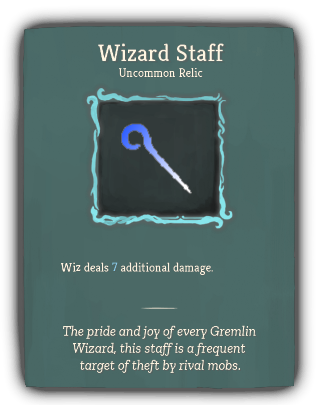 Wizard Staff
Uncommon Relic
Wiz deals 7 additional damage.
The pride and joy of every Gremlin
Wizard, this staff is a frequent
target of theft by rival mobs.